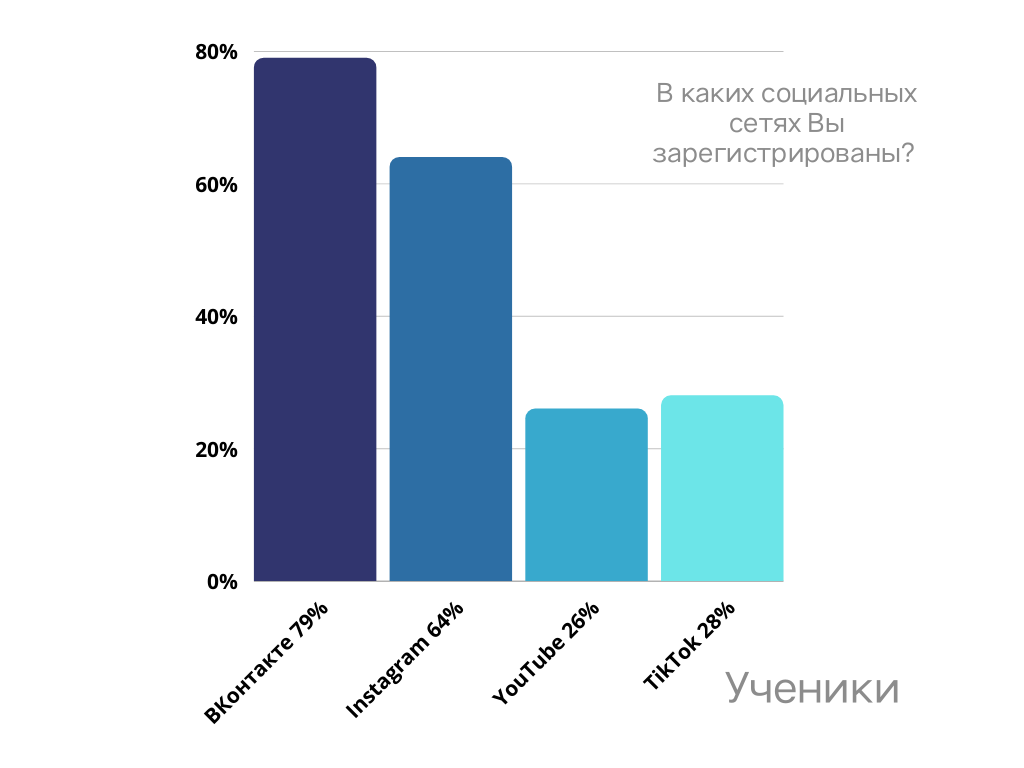 80%
В каких социальных
сетях Вы
зарегистрированы?
60%
40%
20%
0%
ВКонтакте 79%
Instagram 64%
YouTube 26%
TikTok 28%
Ученики